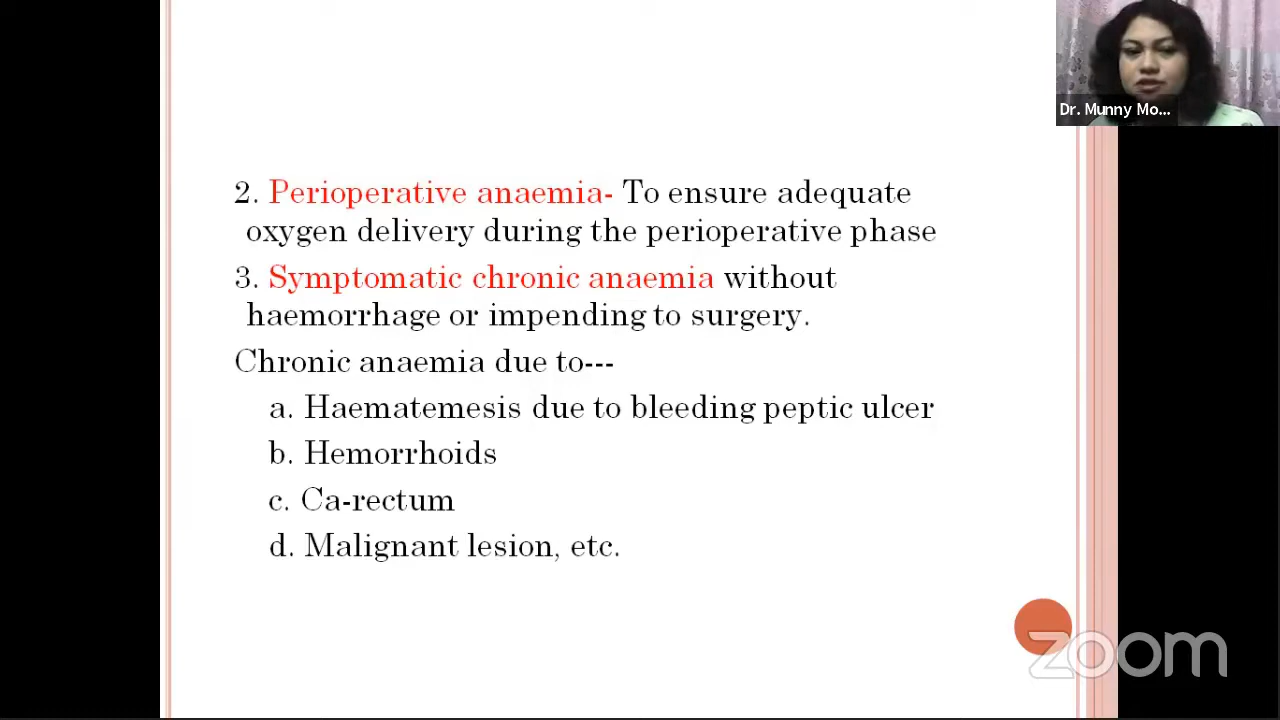 Dr. Munny Mo...
2. Perioperative anaemia- To ensure adequate
oxygen delivery during the perioperative phase
3. Symptomatic chronic anaemia without
haemorrhage or impending to surgery.
Chronic anaemia due to---
a. Haematemesis due to bleeding peptic ulcer
b. Hemorrhoids
c. Ca-rectum
d. Malignant lesion, etc.
zoom